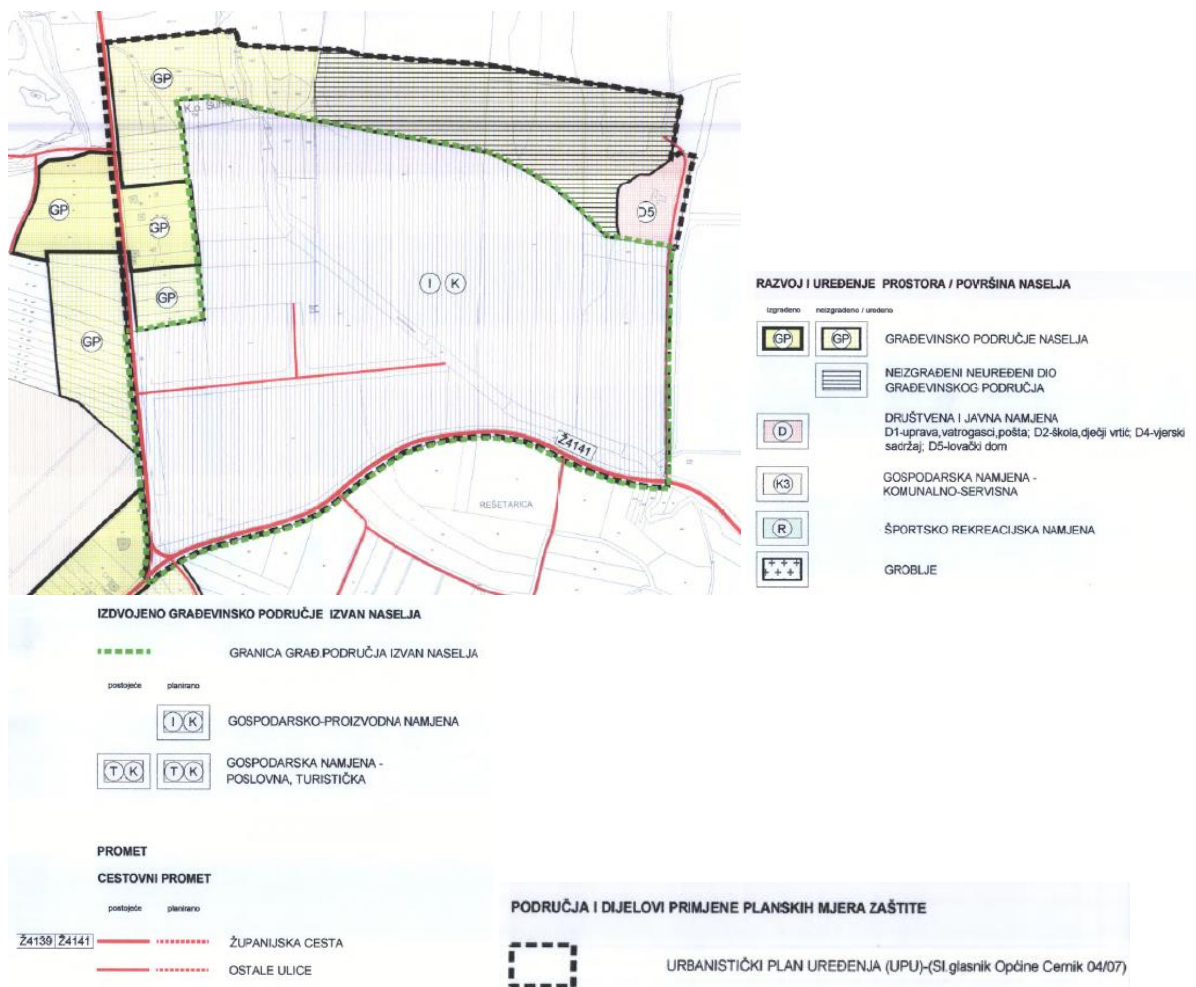 GP
K.o. Šum
GP
D5
GP
I K
GP
GP
Ž4141
REŠETARICA
RAZVOJ I UREĐENJE PROSTORA / POVRŠINA NASELJA
izgrađeno neizgrađeno / uređeno
GP GP GRAĐEVINSKO PODRUČJE NASELJA
NEIZGRAĐENI NEUREĐENI DIO
GRAĐEVINSKOG PODRUČJA
D DRUŠTVENA I JAVNA NAMJENA
D1-uprava,vatrogasci,pošta; D2-škola,dječji vrtić; D4-vjerski
sadržaj; D5-lovački dom
K3 GOSPODARSKA NAMJENA -
KOMUNALNO-SERVISNA
R ŠPORTSKO REKREACIJSKA NAMJENA
GROBLJE
IZDVOJENO GRAĐEVINSKO PODRUČJE IZVAN NASELJA
GRANICA GRAĐ.PODRUČJA IZVAN NASELJA
postojeće planirano
I K GOSPODARSKO-PROIZVODNA NAMJENA
T K T K GOSPODARSKA NAMJENA -
POSLOVNA, TURISTIČKA
PROMET
CESTOVNI PROMET
postojeće planirano
Ž4139 Ž4141 ŽUPANIJSKA CESTA
OSTALE ULICE
PODRUČJA I DIJELOVI PRIMJENE PLANSKIH MJERA ZAŠTITE
URBANISTIČKI PLAN UREĐENJA (UPU)-(Sl.glasnik Općine Cernik 04/07)